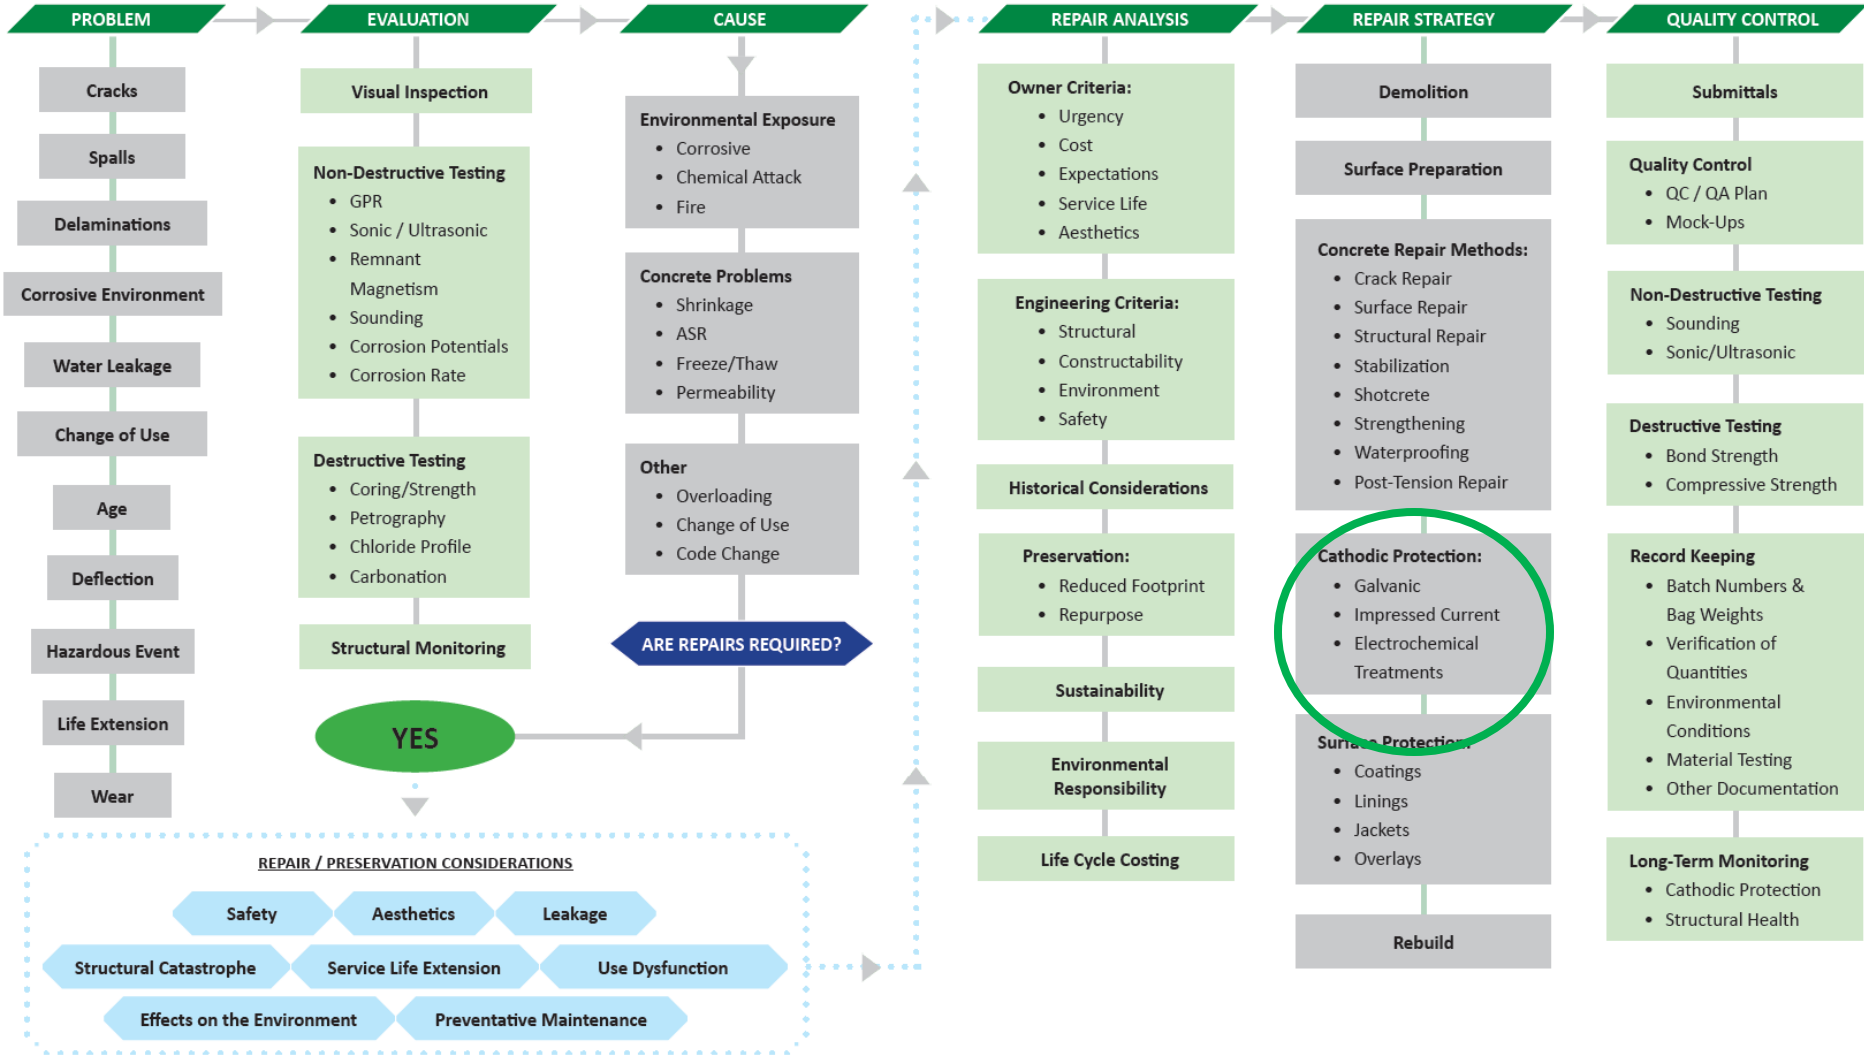 PROBLEM
Cracks
Spalls
Delaminations
Corrosive Environment
Water Leakage
Change of Use
Age
Deflection
Hazardous Event
Life Extension
Wear
EVALUATION
Visual Inspection
Non-Destructive Testing
• GPR
• Sonic / Ultrasonic
• Remnant
Magnetism
• Sounding
• Corrosion Potentials
• Corrosion Rate
Destructive Testing
• Coring/Strength
• Petrography
• Chloride Profile
• Carbonation
Structural Monitoring
CAUSE
Environmental Exposure
• Corrosive
• Chemical Attack
• Fire
Concrete Problems
• Shrinkage
• ASR
• Freeze/Thaw
• Permeability
Other
• Overloading
• Change of Use
• Code Change
ARE REPAIRS REQUIRED?
YES
REPAIR / PRESERVATION CONSIDERATIONS
Safety
Aesthetics
Leakage
Structural Catastrophe
Service Life Extension
Use Dysfunction
Effects on the Environment
Preventative Maintenance
REPAIR ANALYSIS
Owner Criteria:
• Urgency
• Cost
• Expectations
• Service Life
• Aesthetics
Engineering Criteria:
• Structural
• Constructability
• Environment
• Safety
Historical Considerations
Preservation:
• Reduced Footprint
• Repurpose
Sustainability
Environmental
Responsibility
Life Cycle Costing
REPAIR STRATEGY
Demolition
Surface Preparation
Concrete Repair Methods:
• Crack Repair
• Surface Repair
• Structural Repair
• Stabilization
• Shotcrete
• Strengthening
• Waterproofing
• Post-Tension Repair
Cathodic Protection:
• Galvanic
• Impressed Current
• Electrochemical
Treatments
Surface Protection:
• Coatings
• Linings
• Jackets
• Overlays
Rebuild
QUALITY CONTROL
Submittals
Quality Control
• QC / QA Plan
• Mock-Ups
Non-Destructive Testing
• Sounding
• Sonic/Ultrasonic
Destructive Testing
• Bond Strength
• Compressive Strength
Record Keeping
• Batch Numbers &
Bag Weights
• Verification of
Quantities
• Environmental
Conditions
• Material Testing
• Other Documentation
Long-Term Monitoring
• Cathodic Protection
• Structural Health